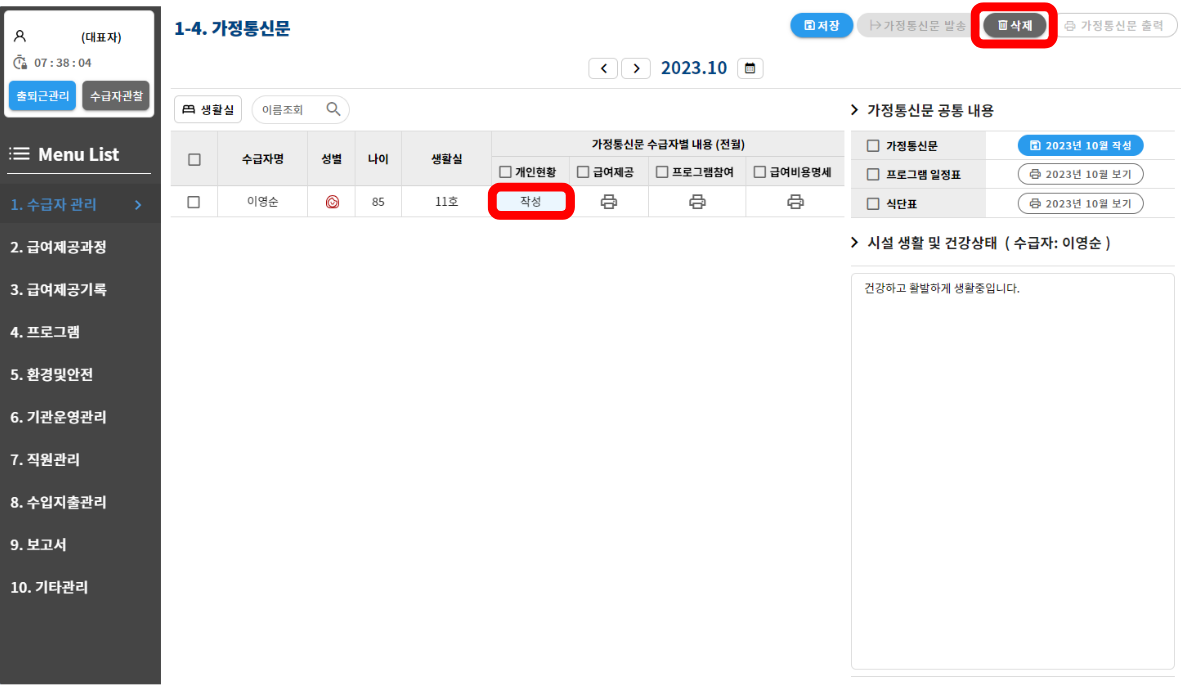 (대표자)
07:38:04
출퇴근관리 수급자관찰
Menu List
1. 수급자 관리
2. 급여제공과정
3. 급여제공기록
4. 프로그램
5. 환경및안전
6. 기관운영관리
7. 직원관리
8. 수입지출관리
9. 보고서
10. 기타관리
1-4. 가정통신문
저장 가정통신문 발송 삭제 가정통신문 출력
2023.10
생활실 이름조회
수급자명 성별 나이 생활실 가정통신문 수급자별 내용 (전월)
개인현황 급여제공 프로그램참여 급여비용명세
이영순 85 11호 작성
가정통신문 공통 내용
가정통신문 2023년 10월 작성
프로그램 일정표 2023년 10월 보기
식단표 2023년 10월 보기
시설 생활 및 건강상태 ( 수급자: 이영순 )
건강하고 활발하게 생활중입니다.